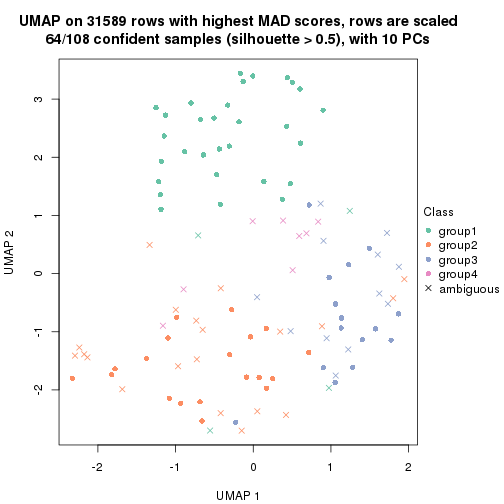 UMAP on 31589 rows with highest MAD scores, rows are scaled
64/108 confident samples (silhouette > 0.5), with 10 PCs
3
2
1
0
-1
-2
UMAP 2
-2
-1
0
1
2
UMAP 1
Class
group1
group2
group3
group4
ambiguous